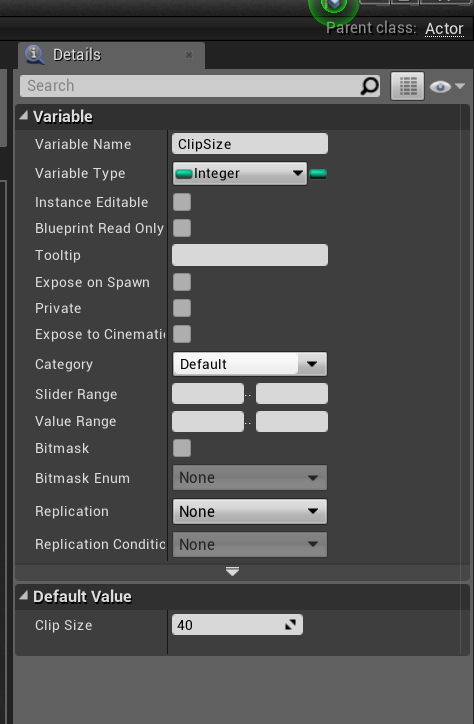 Parent class: Actor
Details
Search
Variable
Variable Name ClipSize
Variable Type Integer
Instance Editable
Blueprint Read Only
Tooltip
Expose on Spawn
Private
Expose to Cinematic
Category Default
Slider Range ..
Value Range ..
Bitmask
Bitmask Enum None
Replication None
Replication Conditio None
Default Value
Clip Size 40